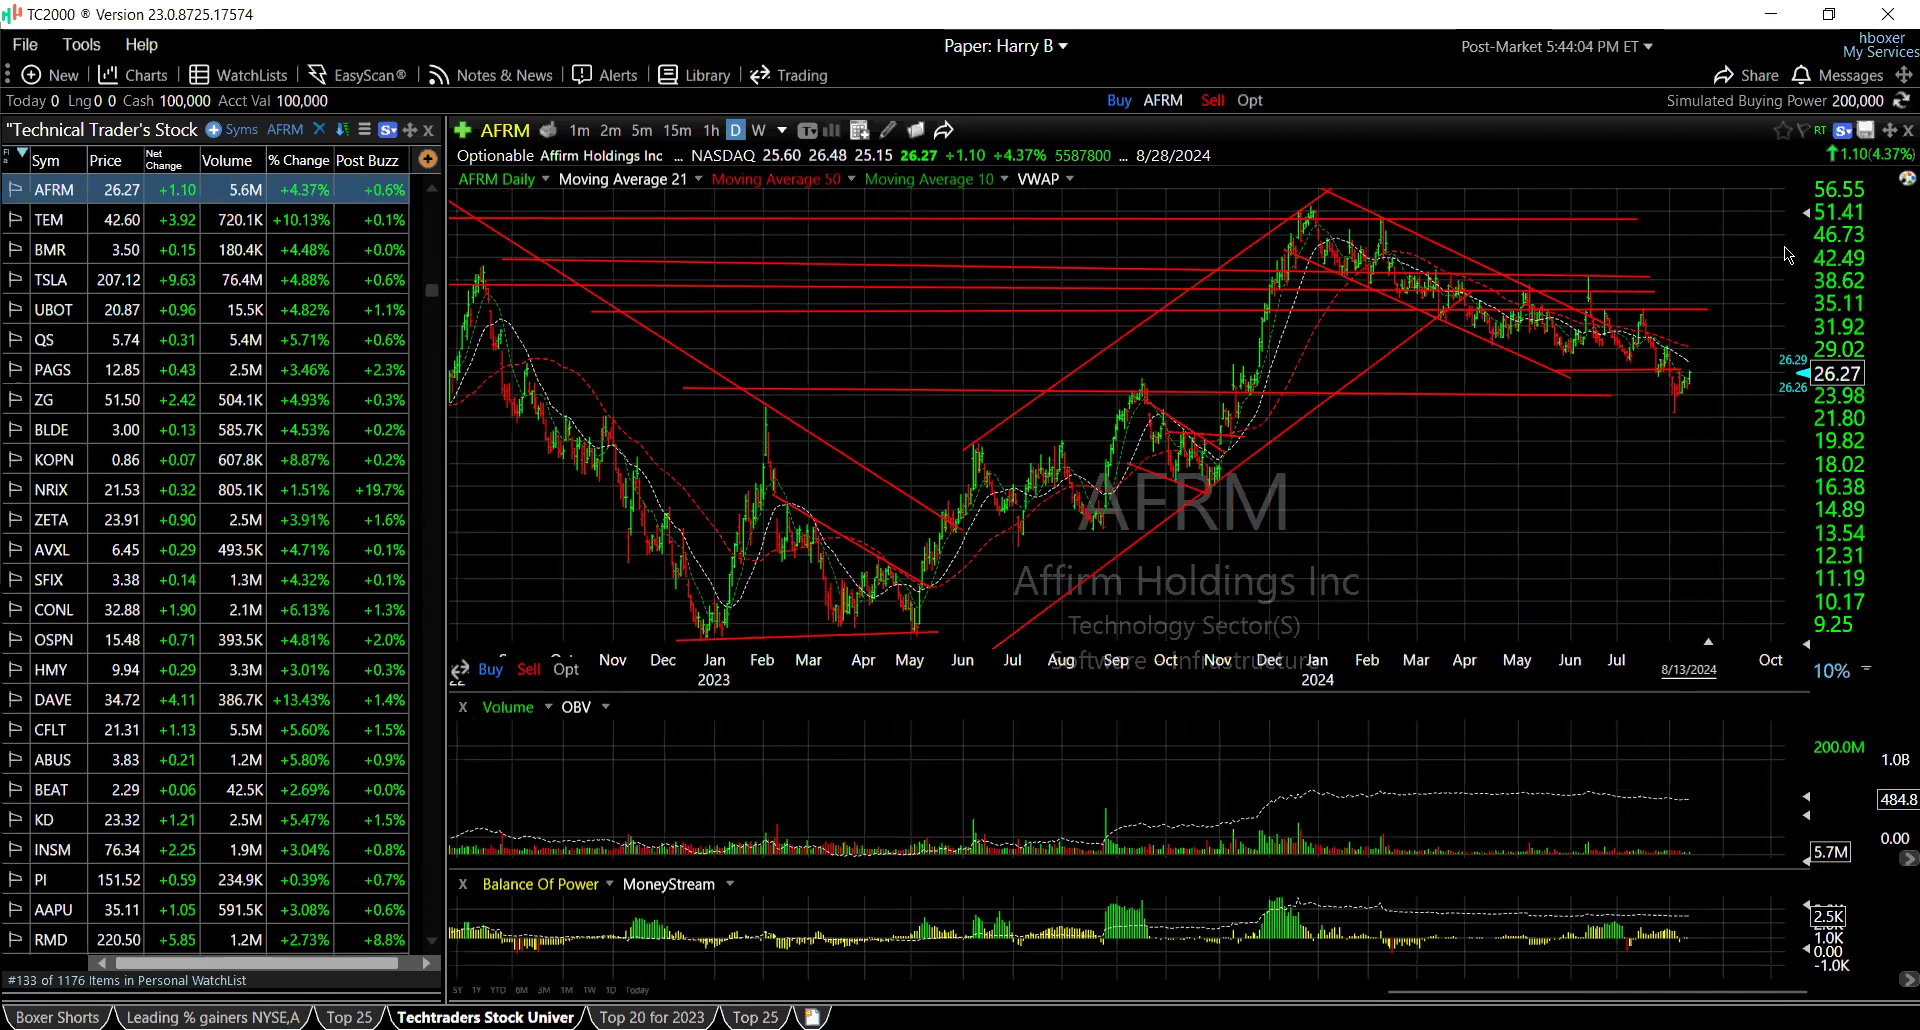 TC2000 ® Version 23.0.8725.17574
File Tools Help Paper: Harry B Post-Market 5:44:04 PM ET hboxer
My Services
New Charts WatchLists EasyScan® Notes & News Alerts Library Trading Share Messages
Today 0 Lng 0 0 Cash 100,000 Acct Val 100,000 Buy AFRM Sell Opt Simulated Buying Power 200,000
"Technical Trader's Stock Syms AFRM
Sym Price Net Change Volume % Change Post Buzz
AFRM 26.27 +1.10 5.6M +4.37% +0.6%
TEM 42.60 +3.92 720.1K +10.13% +0.1%
BMR 3.50 +0.15 180.4K +4.48% +0.0%
TSLA 207.12 +9.63 76.4M +4.88% +0.6%
UBOT 20.87 +0.96 15.5K +4.82% +1.1%
QS 5.74 +0.31 5.4M +5.71% +0.6%
PAGS 12.85 +0.43 2.5M +3.46% +2.3%
ZG 51.50 +2.42 504.1K +4.93% +0.3%
BLDE 3.00 +0.13 585.7K +4.53% +0.2%
KOPN 0.86 +0.07 607.8K +8.87% +0.2%
NRIX 21.53 +0.32 805.1K +1.51% +19.7%
ZETA 23.91 +0.90 2.5M +3.91% +1.6%
AVXL 6.45 +0.29 493.5K +4.71% +0.1%
SFIX 3.38 +0.14 1.3M +4.32% +0.1%
CONL 32.88 +1.90 2.1M +6.13% +1.3%
OSPN 15.48 +0.71 393.5K +4.81% +2.0%
HMY 9.94 +0.29 3.3M +3.01% +0.3%
DAVE 34.72 +4.11 386.7K +13.43% +1.4%
CFLT 21.31 +1.13 5.5M +5.60% +1.5%
ABUS 3.83 +0.21 1.2M +5.80% +0.9%
BEAT 2.29 +0.06 42.5K +2.69% +0.0%
KD 23.32 +1.21 2.5M +5.47% +1.5%
INSM 76.34 +2.25 1.9M +3.04% +0.8%
PI 151.52 +0.59 234.9K +0.39% +0.7%
AAPU 35.11 +1.05 591.5K +3.08% +0.6%
RMD 220.50 +5.85 1.2M +2.73% +8.8%
#133 of 1176 Items in Personal WatchList
AFRM 1m 2m 5m 15m 1h D W RT
Optionable Affirm Holdings Inc ... NASDAQ 25.60 26.48 25.15 26.27 +1.10 +4.37% 5587800 ... 8/28/2024 1.10(4.37%)
AFRM Daily Moving Average 21 Moving Average 50 Moving Average 10 VWAP
56.55
51.41
46.73
42.49
38.62
35.11
31.92
29.02
26.29
26.27
26.26
23.98
21.80
19.82
18.02
16.38
14.89
13.54
12.31
11.19
10.17
9.25
10%
AFRM
Affirm Holdings Inc
Technology Sector(S)
Software - Infrastructure
Nov Dec Jan Feb Mar Apr May Jun Jul Aug Sep Oct Nov Dec Jan Feb Mar Apr May Jun Jul Oct
22 2023 2024 8/13/2024
Buy Sell Opt
X Volume OBV
200.0M
1.0B
484.8
0.00
5.7M
X Balance Of Power MoneyStream
2.5K
1.0K
0.00
-1.0K
5Y 1Y YTD 6M 3M 1M 1W 1D Today
Boxer Shorts Leading % gainers NYSE,A Top 25 Techtraders Stock Univer Top 20 for 2023 Top 25